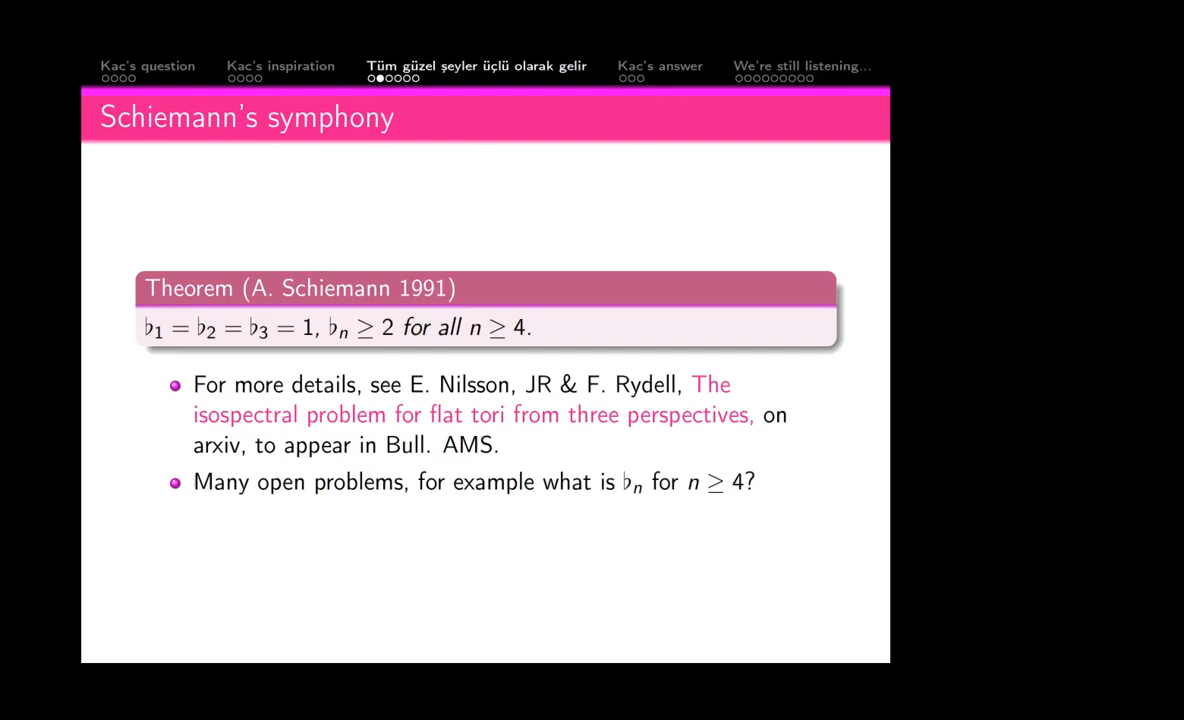 Kac's question Kac's inspiration Tüm güzel şeyler üçlü olarak gelir Kac's answer We're still listening...
Schiemann's symphony
Theorem (A. Schiemann 1991)
♭₁ = ♭₂ = ♭₃ = 1, ♭ₙ ≥ 2 for all n ≥ 4.
For more details, see E. Nilsson, JR & F. Rydell, The
isospectral problem for flat tori from three perspectives, on
arxiv, to appear in Bull. AMS.
Many open problems, for example what is ♭ₙ for n ≥ 4?